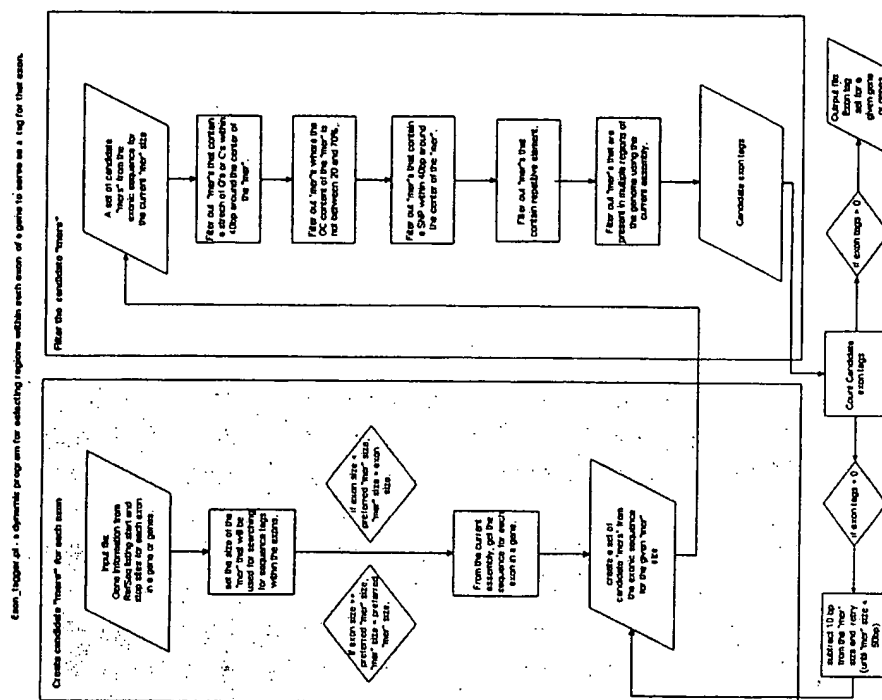 Exon_tagger.pl - a dynamic program for selecting regions within each exon of a gene to serve as a tag for that exon.
Create candidate "mers" for each exon
Input file:
Gene Information from
RefSeq listing start and
stop sites for each exon
in a gene or genes.
set the size of the
"mer" that will be
used for searching
for sequence tags
within the exons.
If exon size >=
preferred "mer" size,
"mer" size = preferred
"mer" size.
If exon size <
preferred "mer" size,
"mer" size = exon
size.
From the current
assembly, get the
sequence for each
exon in a gene.
create a set of
candidate "mers" from
the exonic sequence
for the given "mer"
size
Filter the candidate "mers"
A set of candidate
"mers" from the
exonic sequence for
the current "mer" size
Filter out "mer"s that contain
a strech of G's or C's within
40bp around the center of
the "mer".
Filter out "mer"s where the
GC content of the "mer" is
not between 20 and 70%.
Filter out "mer"s that contain
a SNP within 40bp around
the center of the "mer".
Filter out "mer"s that
contain repetitive element.
Filter out "mer"s that are
present in multiple regions of
the genome using the
current assembly.
Candidate exon tags
Count Candidate
exon tags
if exon tags = 0
subtract 10 bp
from the "mer"
size and retry
(until "mer" size <
50bp)
if exon tags > 0
Output file:
Exon tag
set for a
given gene
or genes